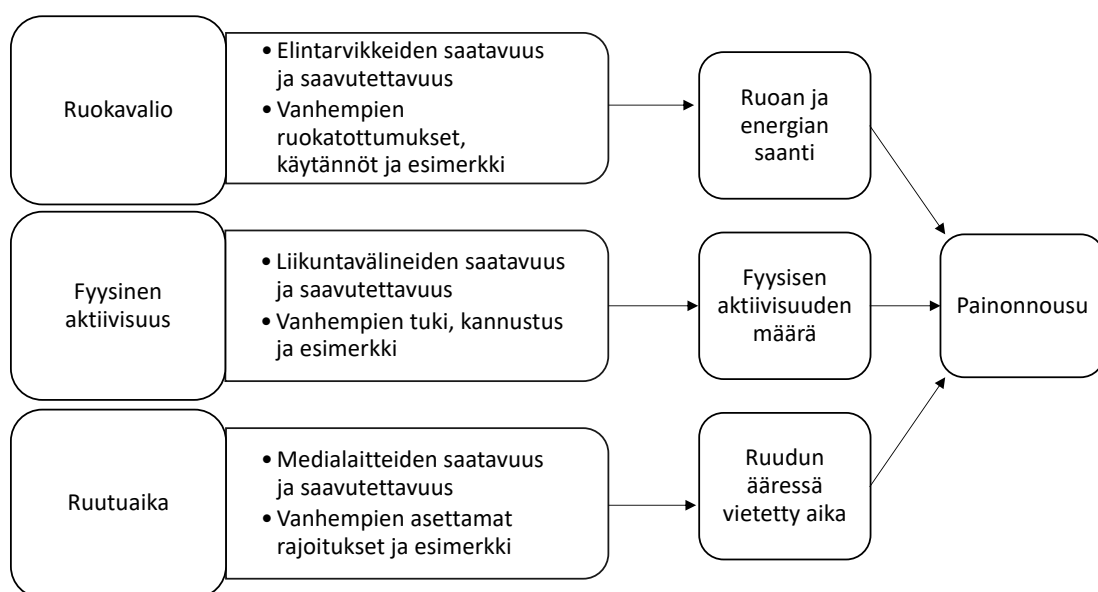 Ruokavalio
• Elintarvikkeiden saatavuus
ja saavutettavuus
• Vanhempien
ruokatottumukset,
käytännöt ja esimerkki
Ruoan ja
energian
saanti
Fyysinen
aktiivisuus
• Liikuntavälineiden saatavuus
ja saavutettavuus
• Vanhempien tuki, kannustus
ja esimerkki
Fyysisen
aktiivisuuden
määrä
Painonnousu
Ruutuaika
• Medialaitteiden saatavuus
ja saavutettavuus
• Vanhempien asettamat
rajoitukset ja esimerkki
Ruudun
ääressä
vietetty aika